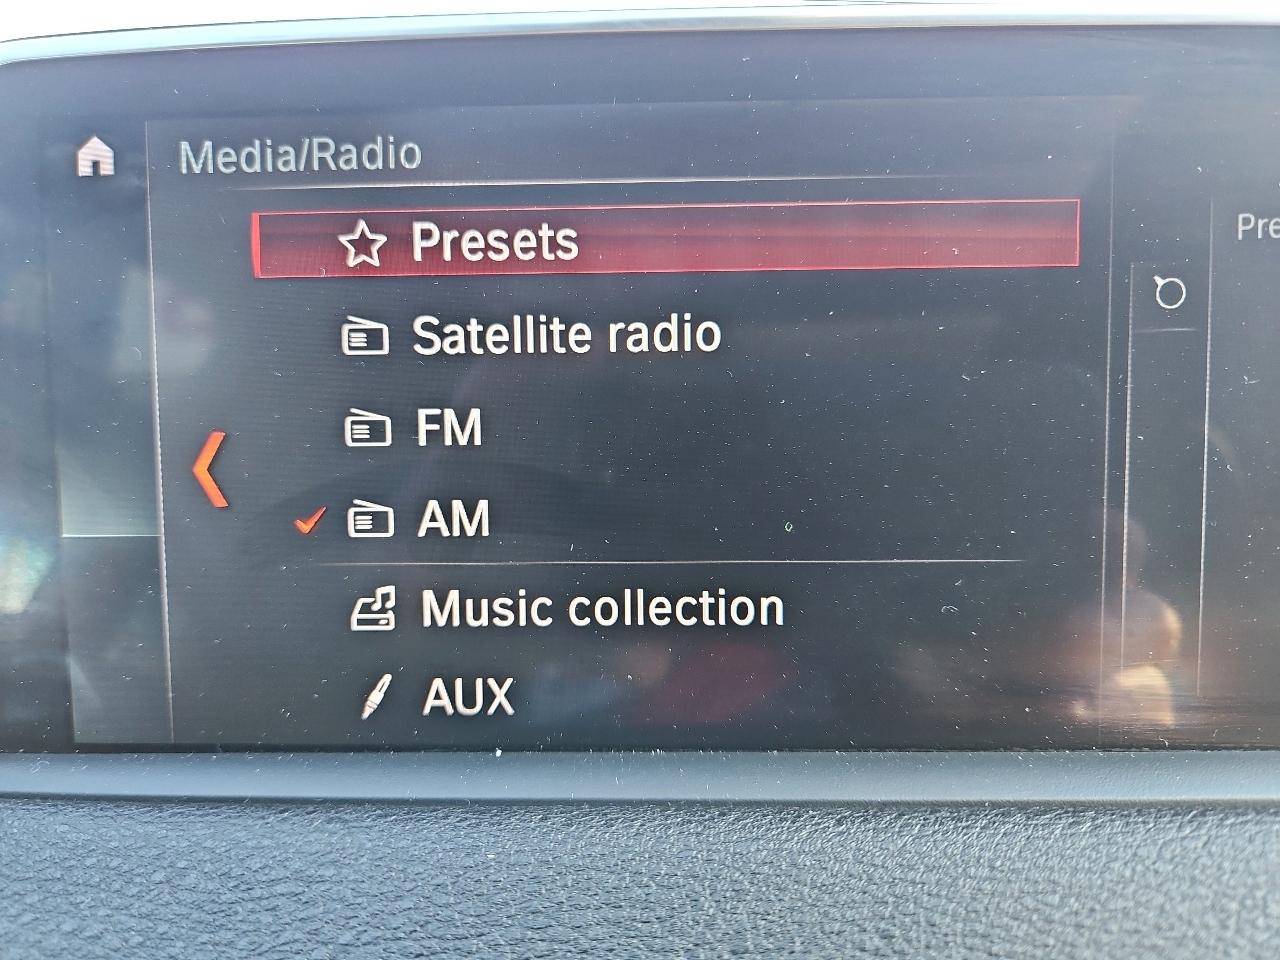 Media/Radio
Presets
Satellite radio
FM
AM
Music collection
AUX
Pre